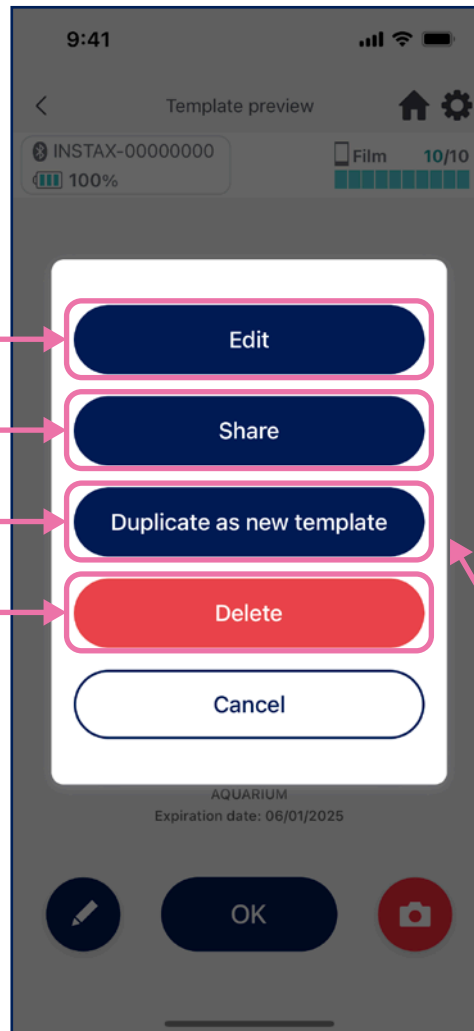 9:41
Template preview
INSTAX-00000000
Film 10/10
100%
Edit
Share
Duplicate as new template
Delete
Cancel
AQUARIUM
Expiration date: 06/01/2025
OK